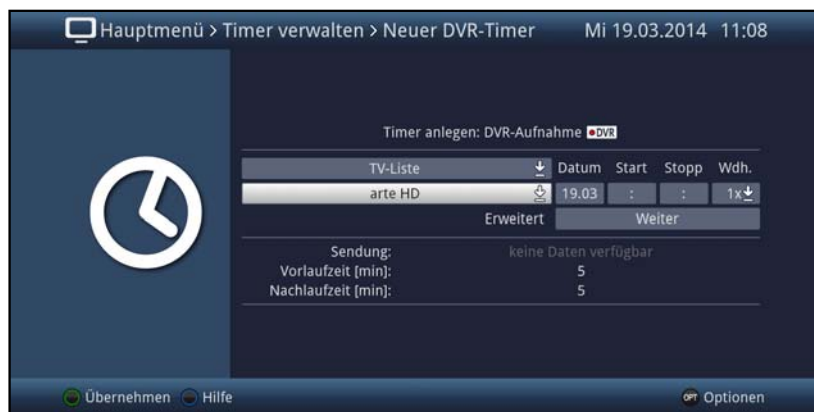 Hauptmenü > Timer verwalten > Neuer DVR-Timer Mi 19.03.2014 11:08
Timer anlegen: DVR-Aufnahme DVR
TV-Liste Datum Start Stopp Wdh.
arte HD 19.03 : : 1x
Erweitert Weiter
Sendung: keine Daten verfügbar
Vorlaufzeit [min]: 5
Nachlaufzeit [min]: 5
Übernehmen Hilfe OPT Optionen